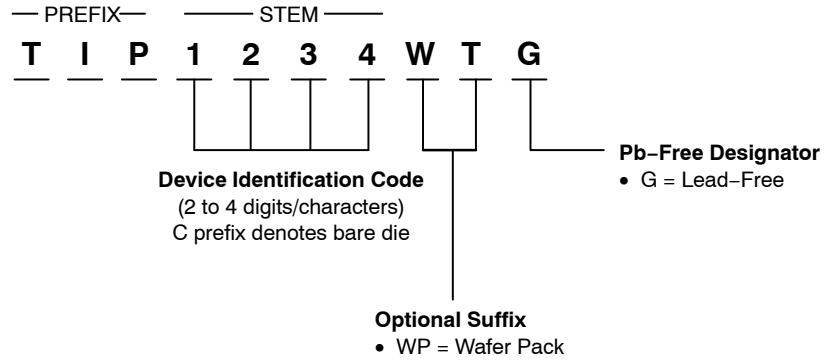 PREFIX STEM
T I P 1 2 3 4 W T G
Pb−Free Designator
• G = Lead−Free
Device Identification Code
(2 to 4 digits/characters)
C prefix denotes bare die
Optional Suffix
• WP = Wafer Pack